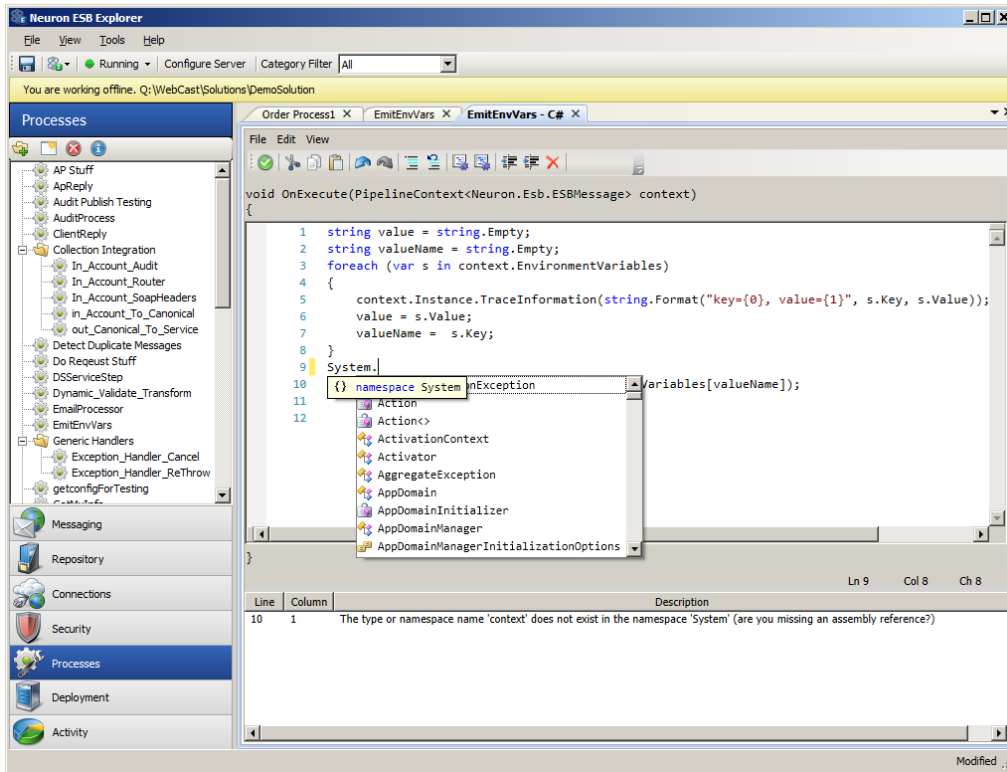 Neuron ESB Explorer
File View Tools Help
Running Configure Server Category Filter All
You are working offline. Q:\WebCast\Solutions\DemoSolution
Processes
Order Process1 X EmitEnvVars X EmitEnvVars - C# X
File Edit View
AP Stuff
ApReply
Audit Publish Testing
AuditProcess
ClientReply
Collection Integration
In_Account_Audit
In_Account_Router
In_Account_SoapHeaders
in_Account_To_Canonical
out_Canonical_To_Service
Detect Duplicate Messages
Do Reqeust Stuff
DSServiceStep
Dynamic_Validate_Transform
EmailProcessor
EmitEnvVars
Generic Handlers
Exception_Handler_Cancel
Exception_Handler_ReThrow
getconfigForTesting
Messaging
Repository
Connections
Security
Processes
Deployment
Activity
void OnExecute(PipelineContext<Neuron.Esb.ESBMessage> context)
{
1 string value = string.Empty;
2 string valueName = string.Empty;
3 foreach (var s in context.EnvironmentVariables)
4 {
5 context.Instance.TraceInformation(string.Format("key={0}, value={1}", s.Key, s.Value));
6 value = s.Value;
7 valueName = s.Key;
8 }
9 System.
10 {} namespace System onException Variables[valueName]);
11 Action
12 Action<>
ActivationContext
Activator
AggregateException
AppDomain
AppDomainInitializer
AppDomainManager
AppDomainManagerInitializationOptions
}
Ln 9 Col 8 Ch 8
Line Column Description
10 1 The type or namespace name 'context' does not exist in the namespace 'System' (are you missing an assembly reference?)
Modified